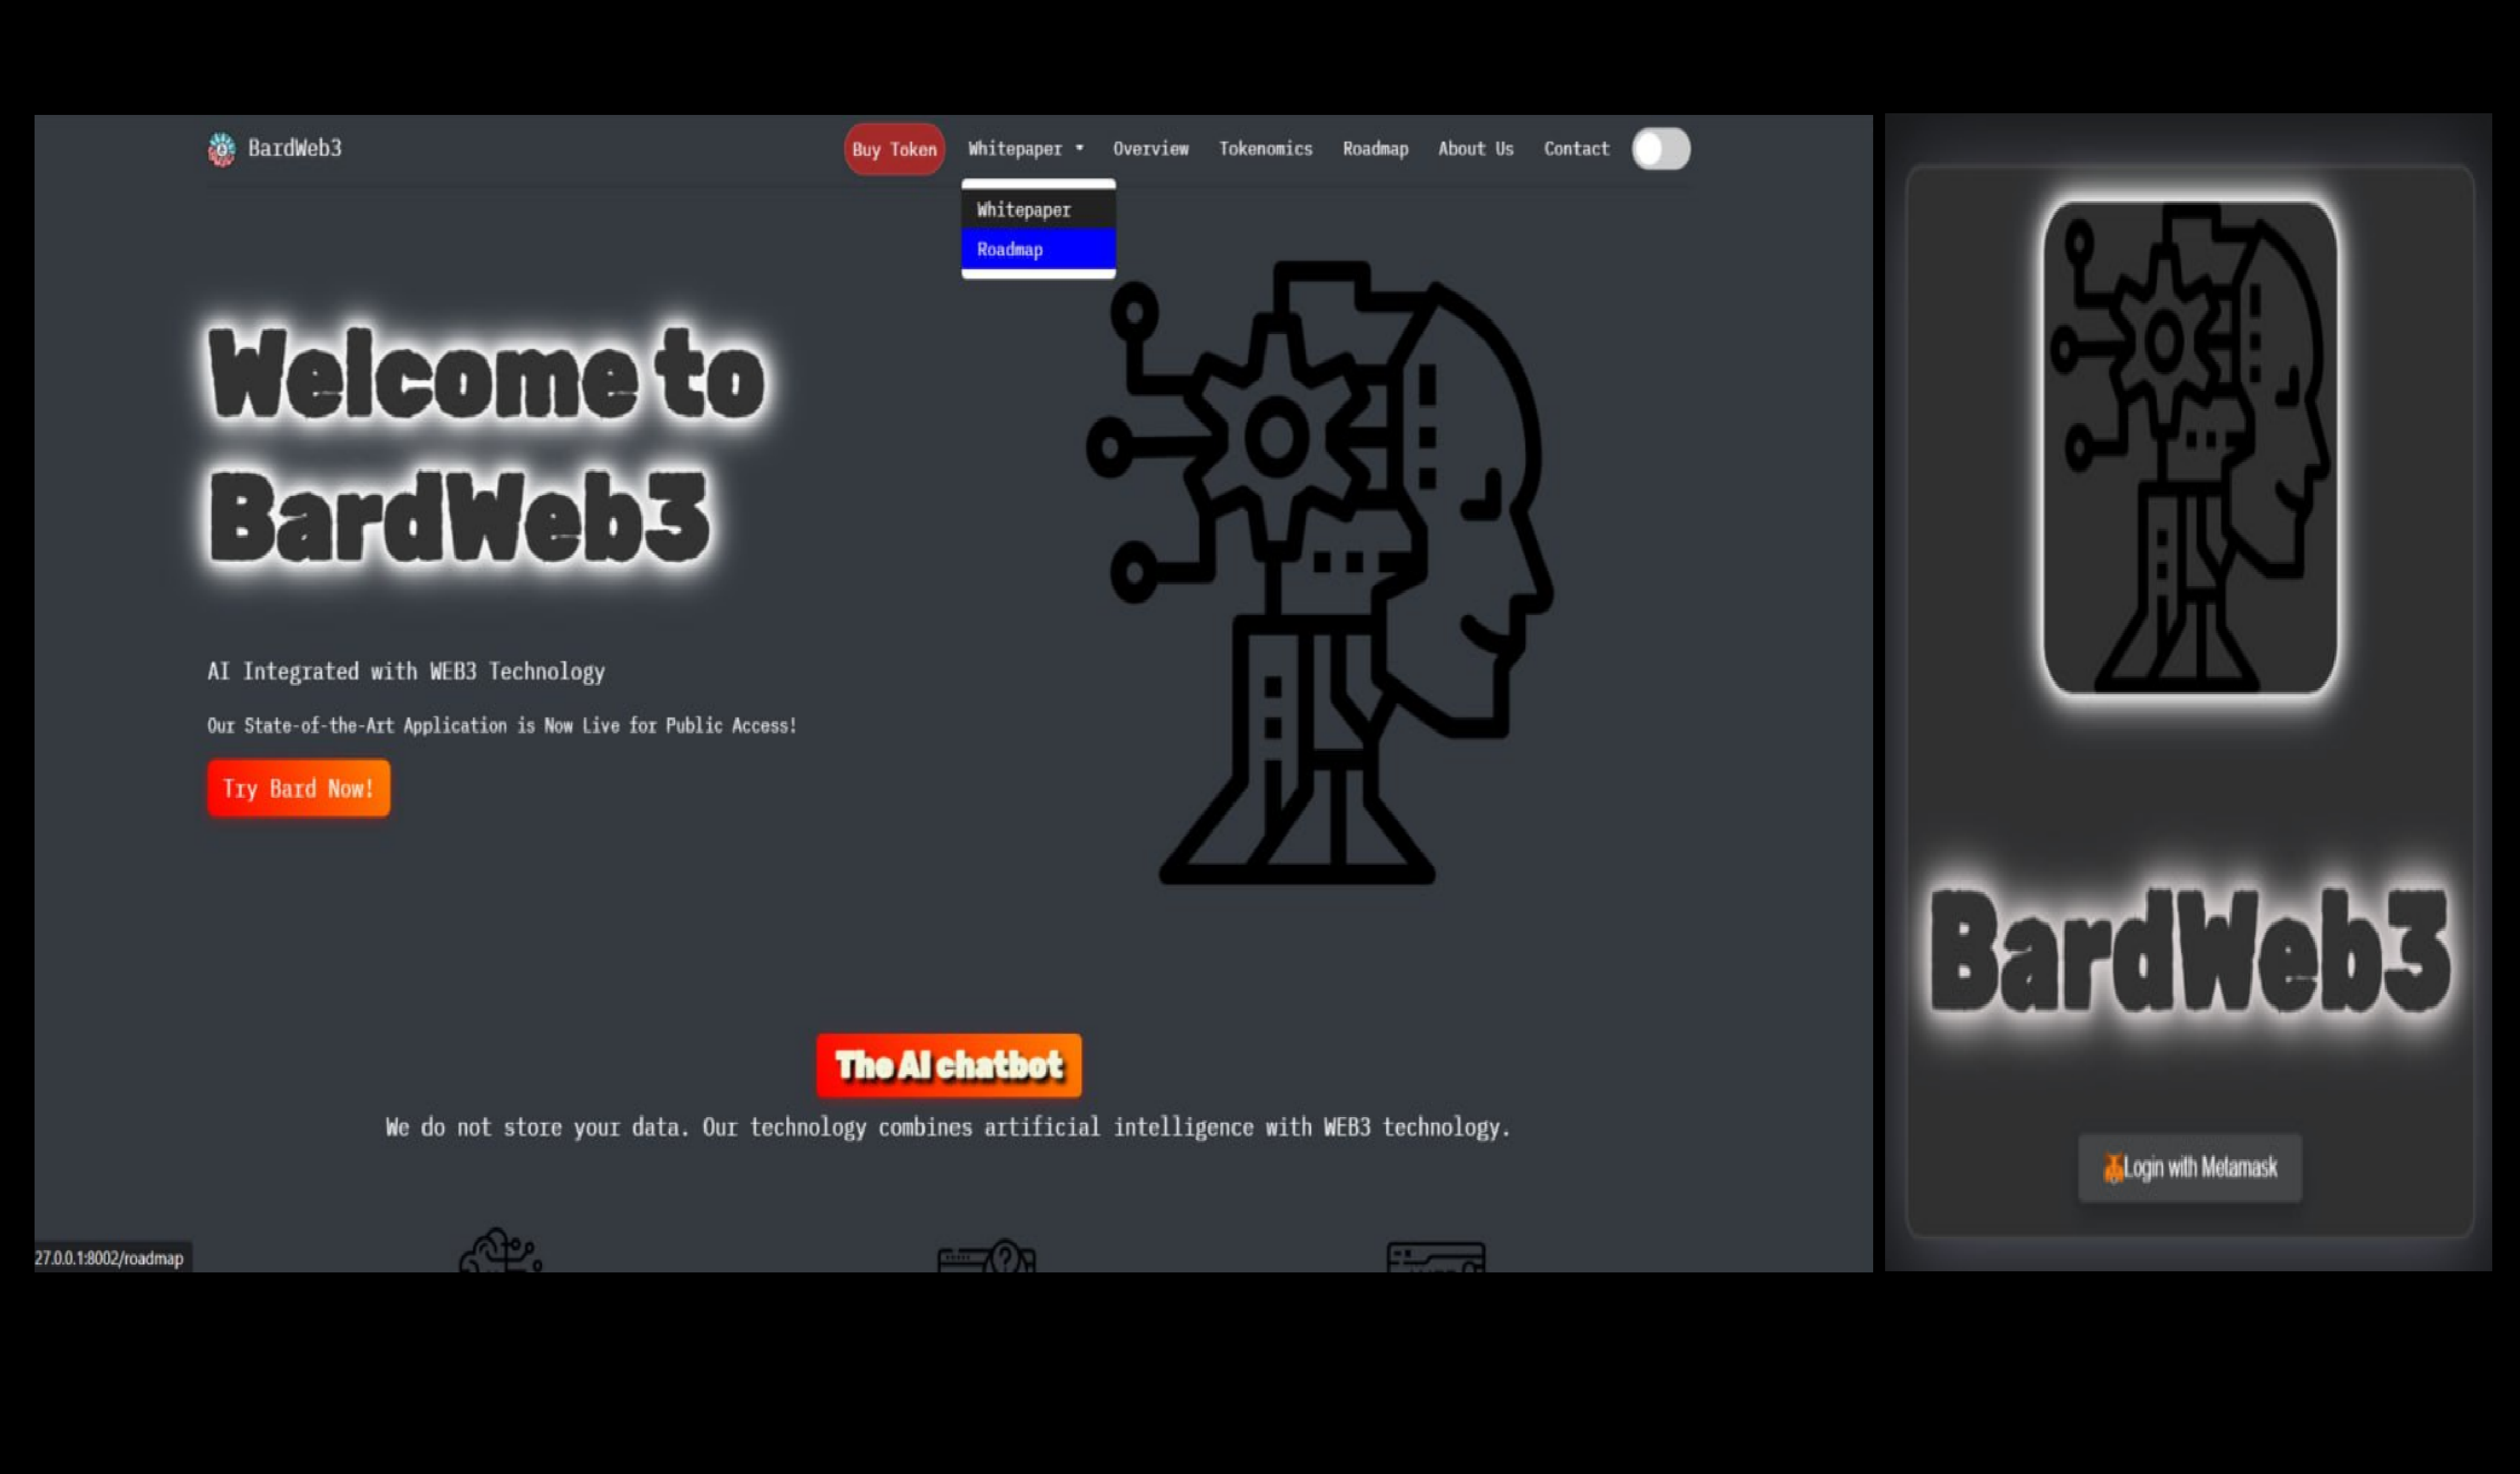 BardWeb3
Buy Token
Whitepaper
Overview
Tokenomics
Roadmap
About Us
Contact
Whitepaper
Roadmap
Welcome to
BardWeb3
AI Integrated with WEB3 Technology
Our State-of-the-Art Application is Now Live for Public Access!
Try Bard Now!
The AI chatbot
We do not store your data. Our technology combines artificial intelligence with WEB3 technology.
27.0.0.1:8002/roadmap
BardWeb3
Login with Metamask